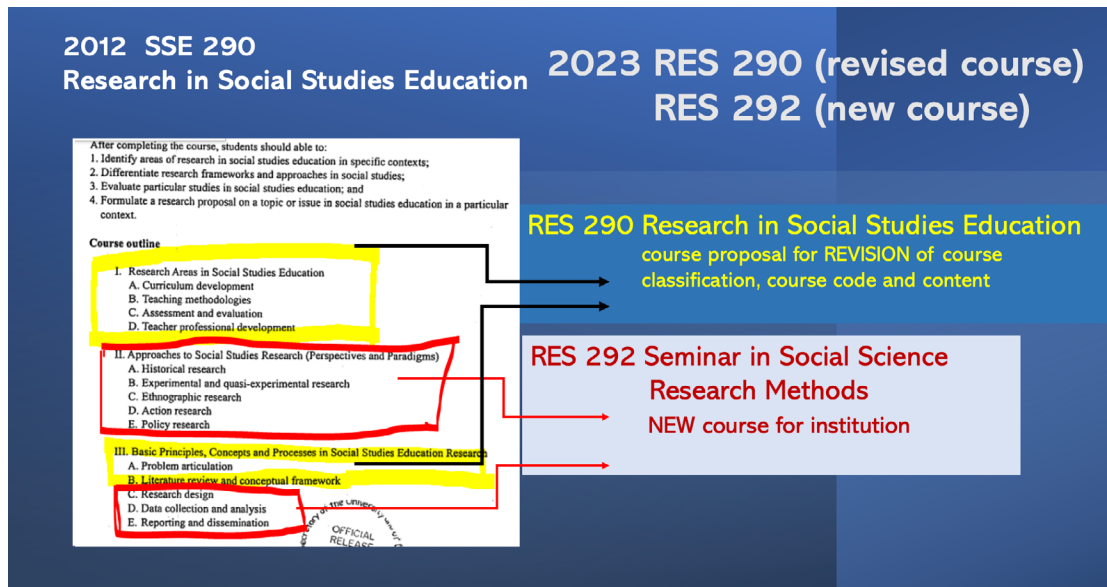 2012 SSE 290
Research in Social Studies Education
2023 RES 290 (revised course)
RES 292 (new course)
After completing the course, students should able to:
1. Identify areas of research in social studies education in specific contexts;
2. Differentiate research frameworks and approaches in social studies;
3. Evaluate particular studies in social studies education; and
4. Formulate a research proposal on a topic or issue in social studies education in a particular
context.
Course outline
I. Research Areas in Social Studies Education
A. Curriculum development
B. Teaching methodologies
C. Assessment and evaluation
D. Teacher professional development
II. Approaches to Social Studies Research (Perspectives and Paradigms)
A. Historical research
B. Experimental and quasi-experimental research
C. Ethnographic research
D. Action research
E. Policy research
III. Basic Principles, Concepts and Processes in Social Studies Education Research
A. Problem articulation
B. Literature review and conceptual framework
C. Research design
D. Data collection and analysis
E. Reporting and dissemination
of the University
OFFICIAL
RELEASE
RES 290 Research in Social Studies Education
course proposal for REVISION of course
classification, course code and content
RES 292 Seminar in Social Science
Research Methods
NEW course for institution